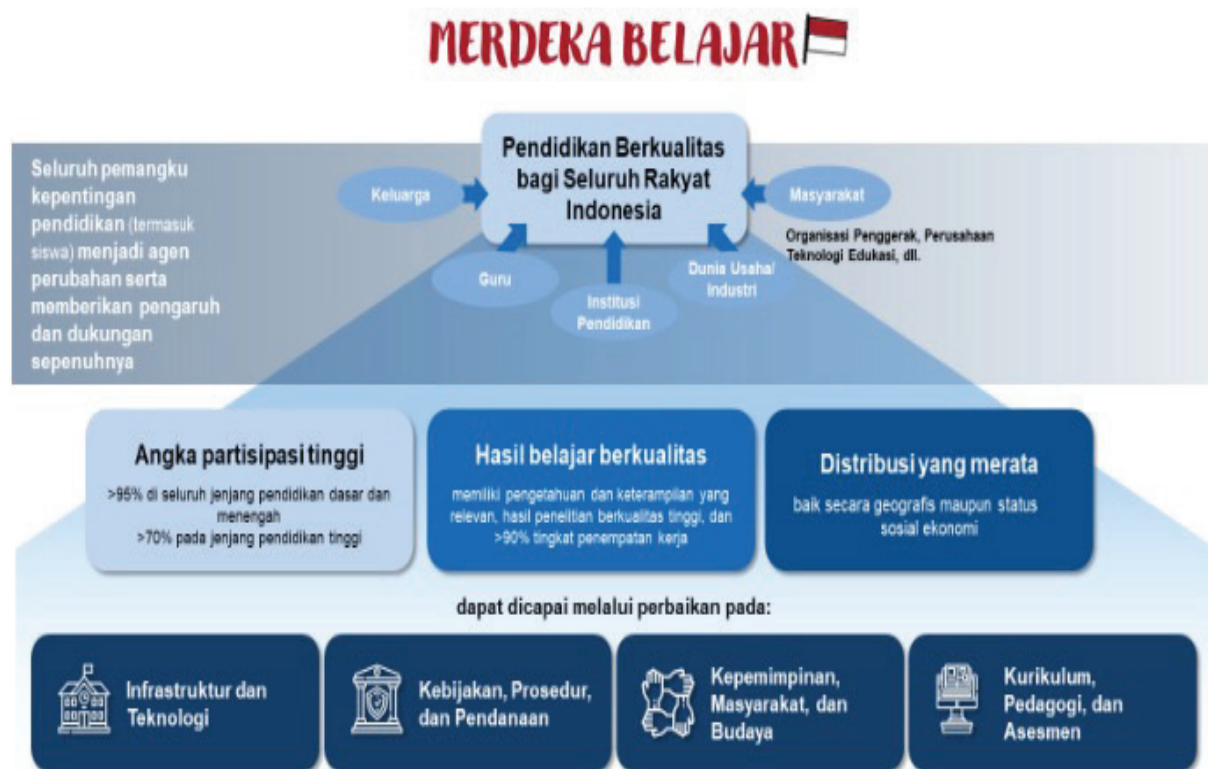 MERDEKA BELAJAR
Pendidikan Berkualitas
bagi Seluruh Rakyat
Indonesia
Seluruh pemangku
kepentingan
pendidikan (termasuk
siswa) menjadi agen
perubahan serta
memberikan pengaruh
dan dukungan
sepenuhnya
Keluarga
Guru
Institusi
Pendidikan
Dunia Usaha/
Industri
Masyarakat
Organisasi Penggerak, Perusahaan
Teknologi Edukasi, dll.
Angka partisipasi tinggi
>95% di seluruh jenjang pendidikan dasar dan
menengah
>70% pada jenjang pendidikan tinggi
Hasil belajar berkualitas
memiliki pengetahuan dan keterampilan yang
relevan, hasil penelitian berkualitas tinggi, dan
>90% tingkat penempatan kerja
Distribusi yang merata
baik secara geografis maupun status
sosial ekonomi
dapat dicapai melalui perbaikan pada:
Infrastruktur dan
Teknologi
Kebijakan, Prosedur,
dan Pendanaan
Kepemimpinan,
Masyarakat, dan
Budaya
Kurikulum,
Pedagogi, dan
Asesmen